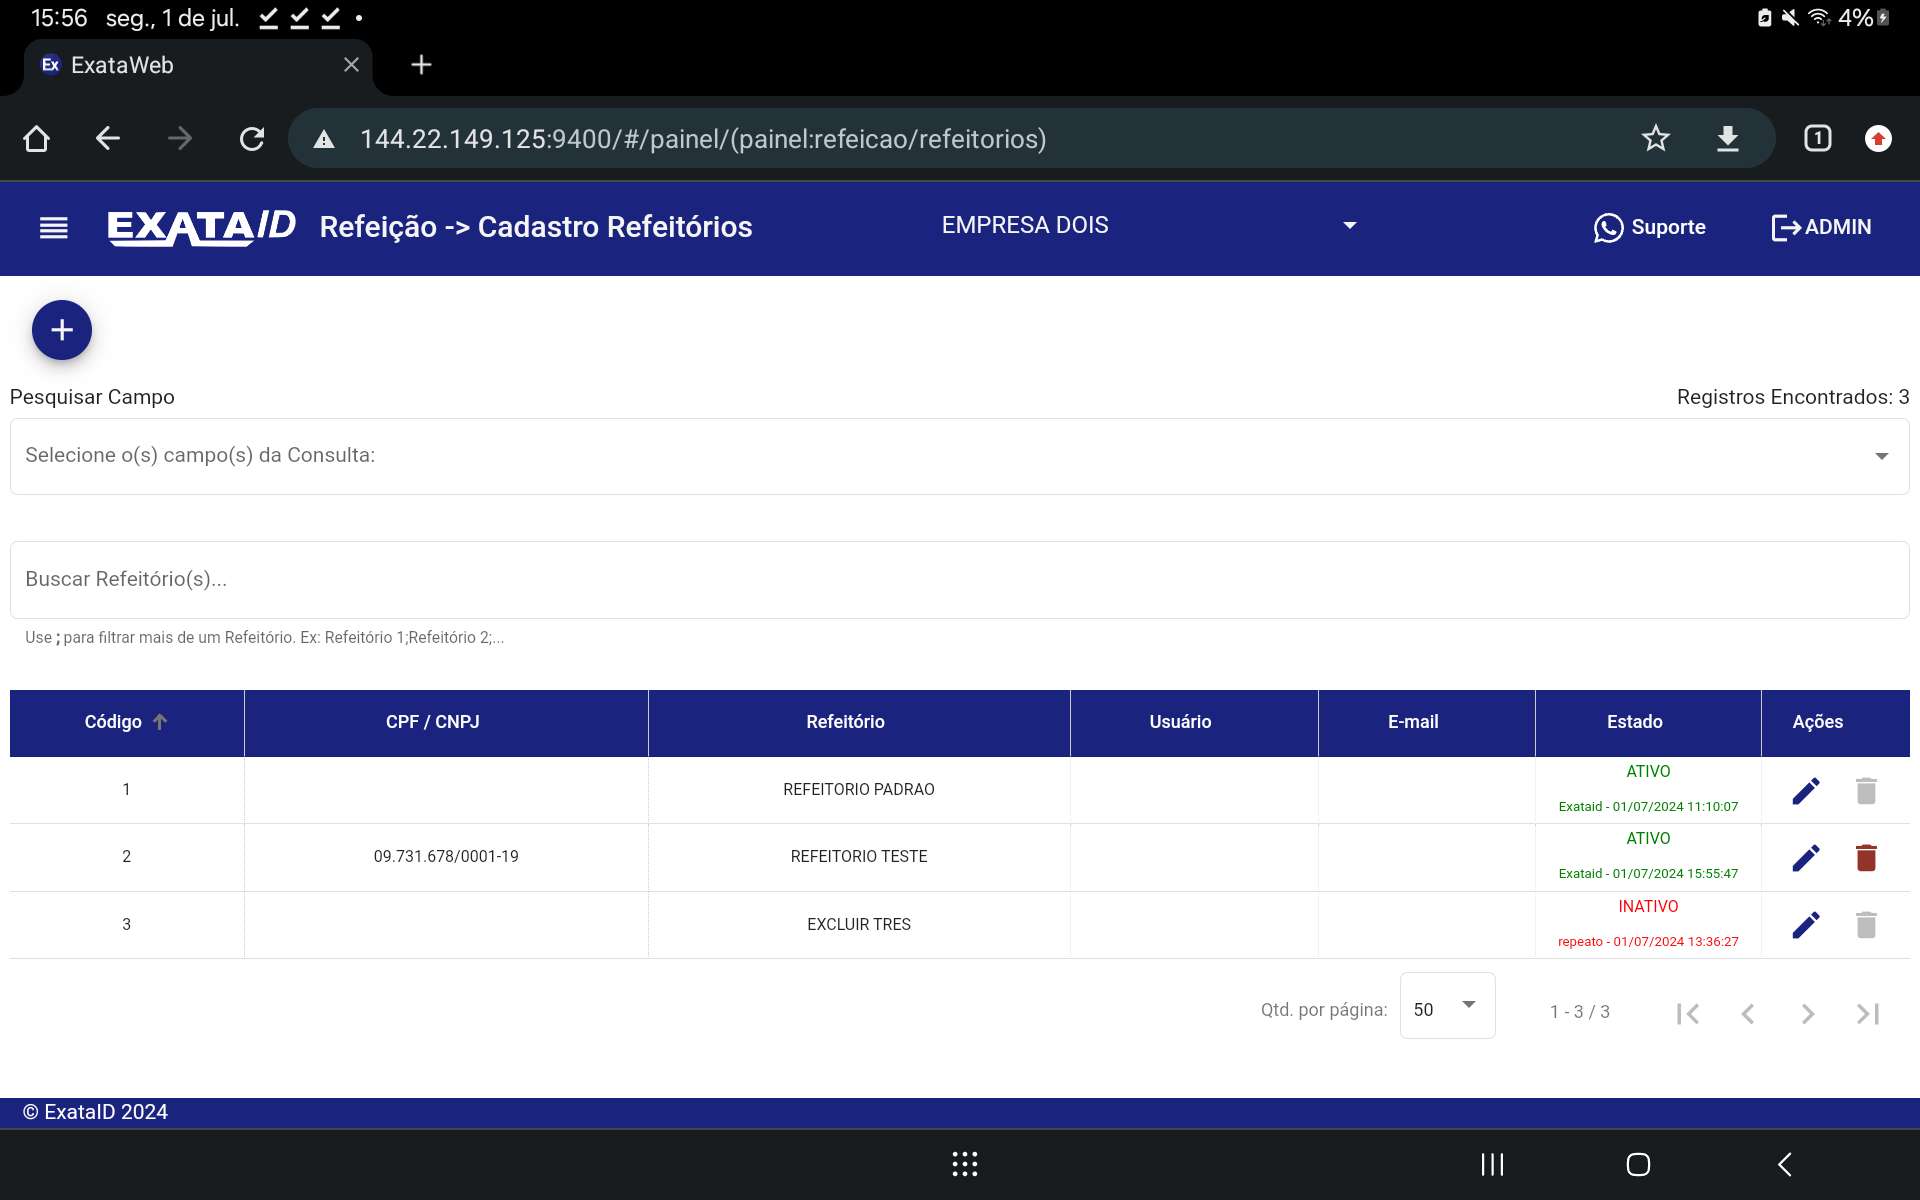 15:56 seg., 1 de jul. 4%
Ex ExataWeb
144.22.149.125:9400/#/painel/(painel:refeicao/refeitorios) 1
EXATAID Refeição -> Cadastro Refeitórios EMPRESA DOIS Suporte ADMIN
+
Pesquisar Campo Registros Encontrados: 3
Selecione o(s) campo(s) da Consulta:
Buscar Refeitório(s)...
Use ; para filtrar mais de um Refeitório. Ex: Refeitório 1;Refeitório 2;...
Código CPF / CNPJ Refeitório Usuário E-mail Estado Ações
1 REFEITORIO PADRAO ATIVO
Exataid - 01/07/2024 11:10:07
2 09.731.678/0001-19 REFEITORIO TESTE ATIVO
Exataid - 01/07/2024 15:55:47
3 EXCLUIR TRES INATIVO
repeato - 01/07/2024 13:36:27
Qtd. por página: 50 1 - 3 / 3
© ExataID 2024